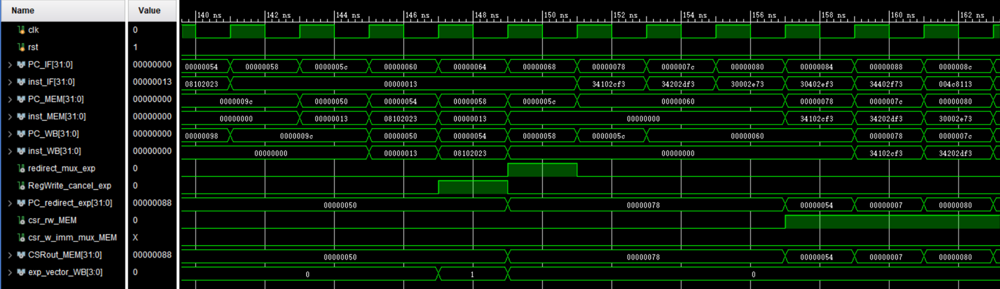 Name Value 140 ns 142 ns 144 ns 146 ns 148 ns 150 ns 152 ns 154 ns 156 ns 158 ns 160 ns 162 ns
clk 0
rst 1
PC_IF[31:0] 00000000 00000054 00000058 0000005c 00000060 00000064 00000068 00000078 0000007c 00000080 00000084 00000088 0000008c
inst_IF[31:0] 00000013 08102023 00000013 34102cf3 34202df3 30002e73 30402ef3 34402f73 004c8113
PC_MEM[31:0] 00000000 0000009c 00000050 00000054 00000058 0000005c 00000060 00000078 0000007c 00000080
inst_MEM[31:0] 00000000 00000000 00000013 08102023 00000013 00000000 34102cf3 34202df3 30002e73
PC_WB[31:0] 00000000 00000098 0000009c 00000050 00000054 00000058 0000005c 00000060 00000078 0000007c
inst_WB[31:0] 00000000 00000000 00000013 08102023 00000000 34102cf3 34202df3
redirect_mux_exp 0
RegWrite_cancel_exp 0
PC_redirect_exp[31:0] 00000088 00000050 00000078 00000054 00000007 00000080
csr_rw_MEM 0
csr_w_imm_mux_MEM X
CSRout_MEM[31:0] 00000088 00000050 00000078 00000054 00000007 00000080
exp_vector_WB[3:0] 0 0 1 0